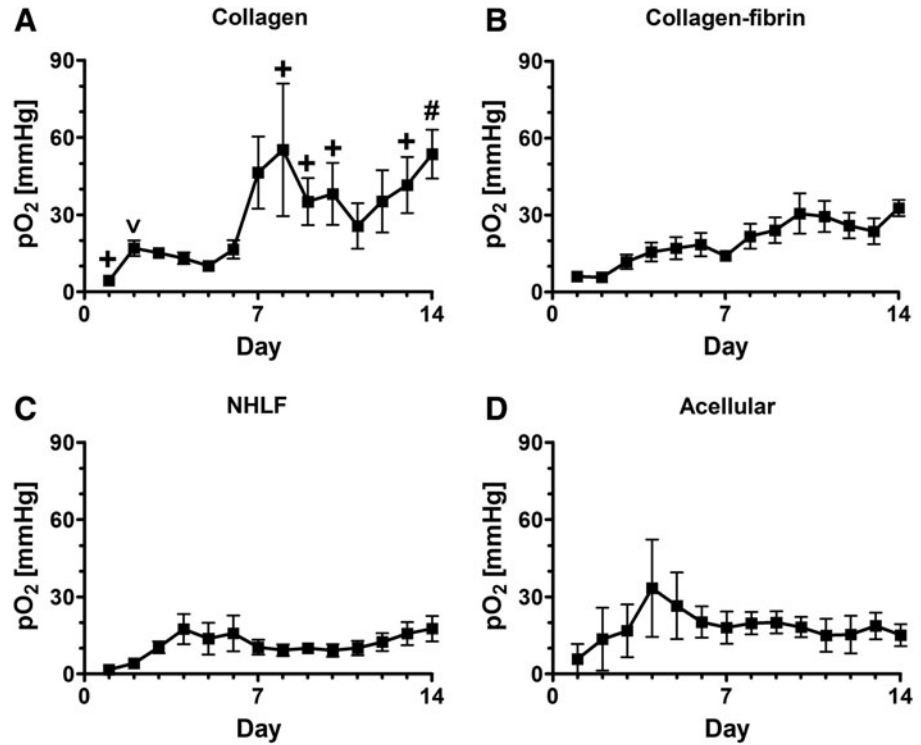 A Collagen
pO2 [mmHg]
90
60
30
0
+
v
+
+
+
+
#
0 7 14
Day
B Collagen-fibrin
pO2 [mmHg]
90
60
30
0
0 7 14
Day
C NHLF
pO2 [mmHg]
90
60
30
0
0 7 14
Day
D Acellular
pO2 [mmHg]
90
60
30
0
0 7 14
Day